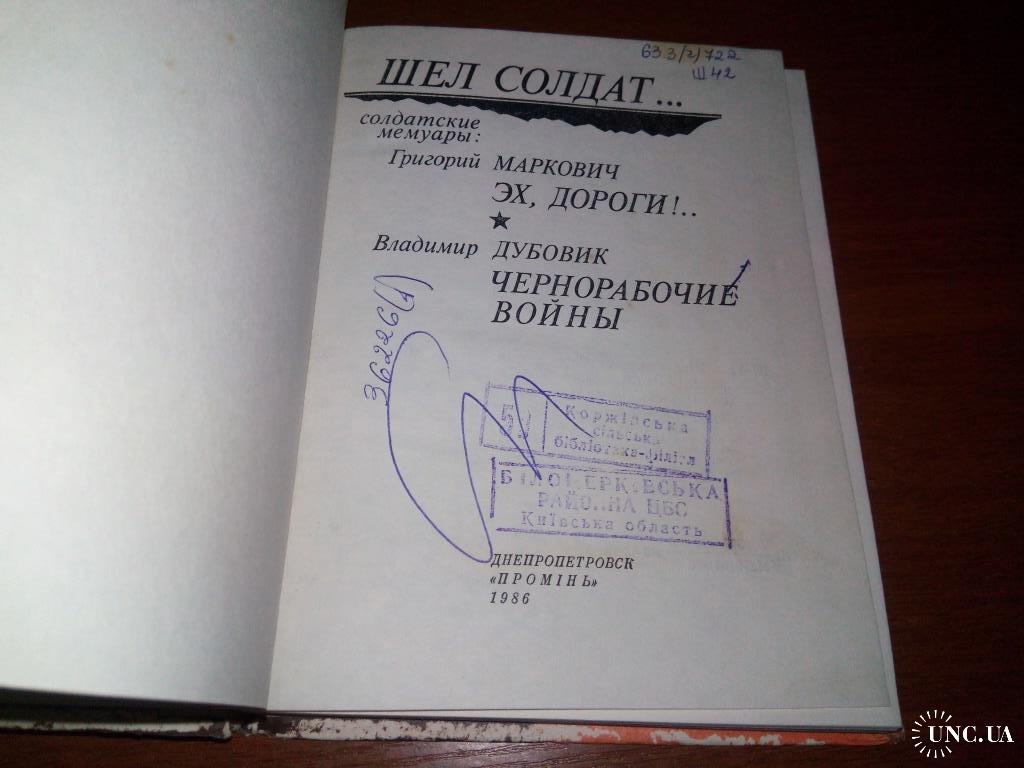 63.3/2/722
Ш42
ШЕЛ СОЛДАТ...
солдатские
мемуары:
Григорий МАРКОВИЧ
ЭХ, ДОРОГИ!..
Владимир ДУБОВИК
ЧЕРНОРАБОЧИЕ
ВОЙНЫ
36226(А)
Коржівська
сільська
бібліотека-філіал
БІЛОЦЕРКІВСЬКА
РАЙОННА ЦБС
Київська область
ДНЕПРОПЕТРОВСК
«ПРОМІНЬ»
1986
UNC.UA